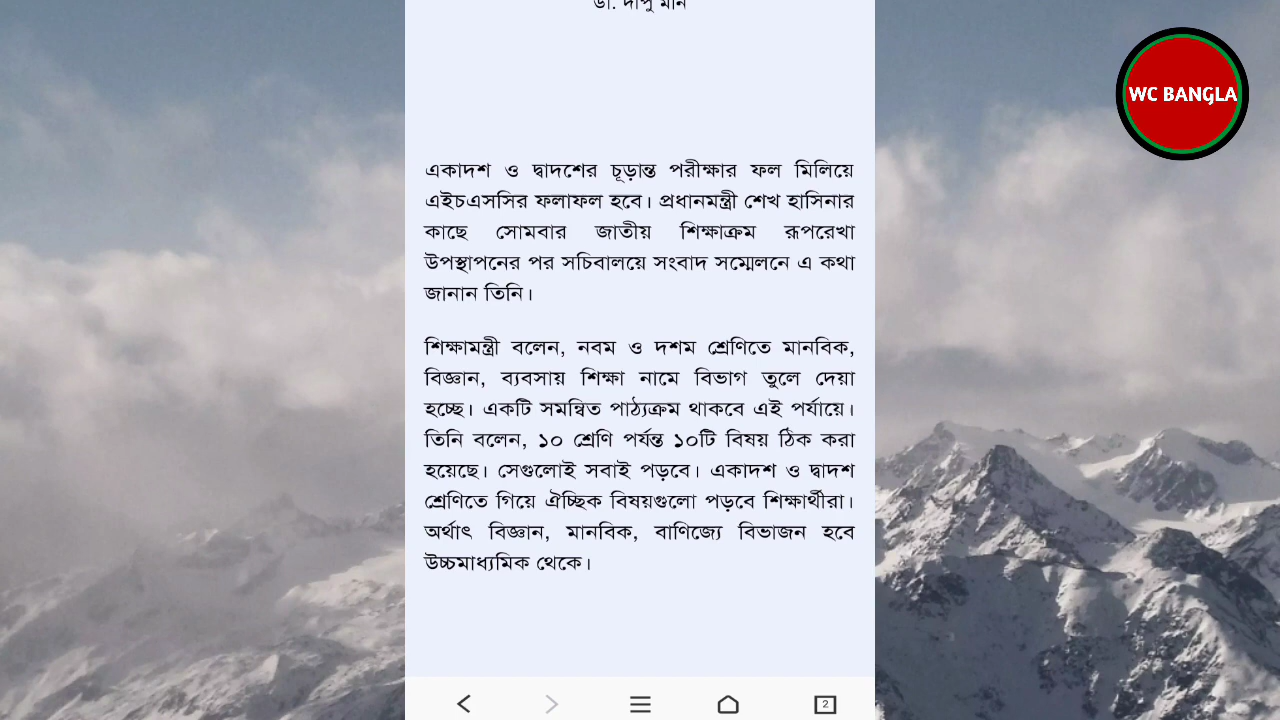 ডা. দীপু মনি
WC BANGLA
একাদশ ও দ্বাদশের চূড়ান্ত পরীক্ষার ফল মিলিয়ে
এইচএসসির ফলাফল হবে। প্রধানমন্ত্রী শেখ হাসিনার
কাছে সোমবার জাতীয় শিক্ষাক্রম রূপরেখা
উপস্থাপনের পর সচিবালয়ে সংবাদ সম্মেলনে এ কথা
জানান তিনি।
শিক্ষামন্ত্রী বলেন, নবম ও দশম শ্রেণিতে মানবিক,
বিজ্ঞান, ব্যবসায় শিক্ষা নামে বিভাগ তুলে দেয়া
হচ্ছে। একটি সমন্বিত পাঠ্যক্রম থাকবে এই পর্যায়ে।
তিনি বলেন, ১০ শ্রেণি পর্যন্ত ১০টি বিষয় ঠিক করা
হয়েছে। সেগুলোই সবাই পড়বে। একাদশ ও দ্বাদশ
শ্রেণিতে গিয়ে ঐচ্ছিক বিষয়গুলো পড়বে শিক্ষার্থীরা।
অর্থাৎ বিজ্ঞান, মানবিক, বাণিজ্যে বিভাজন হবে
উচ্চমাধ্যমিক থেকে।
2